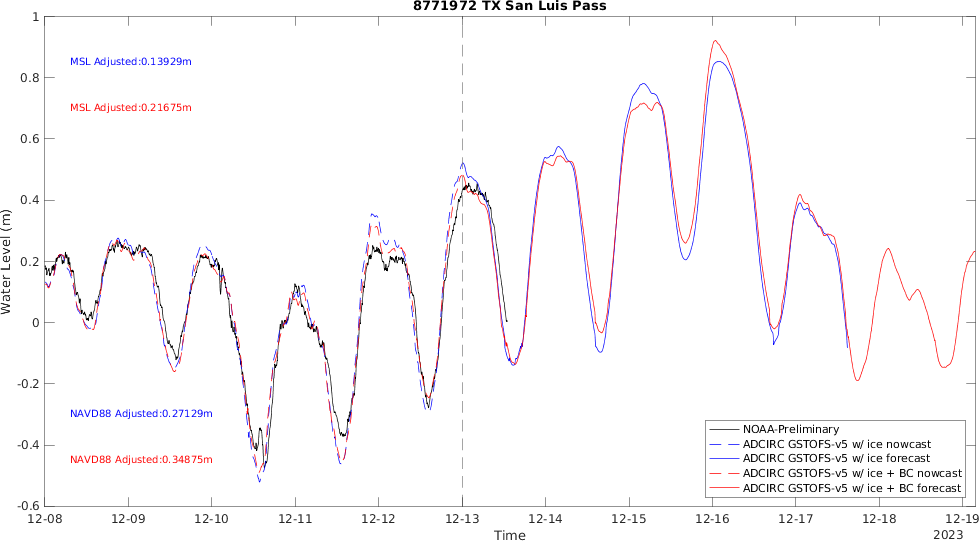 8771972 TX San Luis Pass
1
0.8
0.6
0.4
0.2
0
-0.2
-0.4
-0.6
Water Level (m)
MSL Adjusted:0.13929m
MSL Adjusted:0.21675m
NAVD88 Adjusted:0.27129m
NAVD88 Adjusted:0.34875m
NOAA-Preliminary
ADCIRC GSTOFS-v5 w/ ice nowcast
ADCIRC GSTOFS-v5 w/ ice forecast
ADCIRC GSTOFS-v5 w/ ice + BC nowcast
ADCIRC GSTOFS-v5 w/ ice + BC forecast
12-08 12-09 12-10 12-11 12-12 12-13 12-14 12-15 12-16 12-17 12-18 12-19
Time
2023